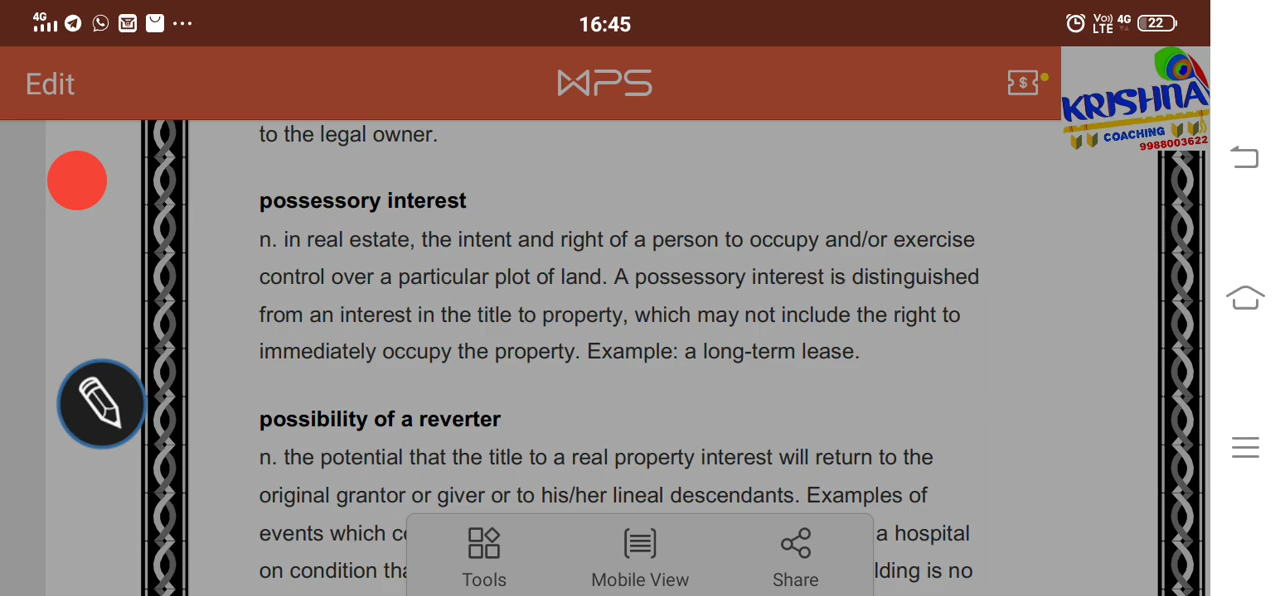 4G 16:45 Vo) LTE 4G 22
Edit WPS $
KRISHNA
COACHING
9988003622
to the legal owner.
possessory interest
n. in real estate, the intent and right of a person to occupy and/or exercise
control over a particular plot of land. A possessory interest is distinguished
from an interest in the title to property, which may not include the right to
immediately occupy the property. Example: a long-term lease.
possibility of a reverter
n. the potential that the title to a real property interest will return to the
original grantor or giver or to his/her lineal descendants. Examples of
events which a hospital
on condition lding is no
Tools Mobile View Share